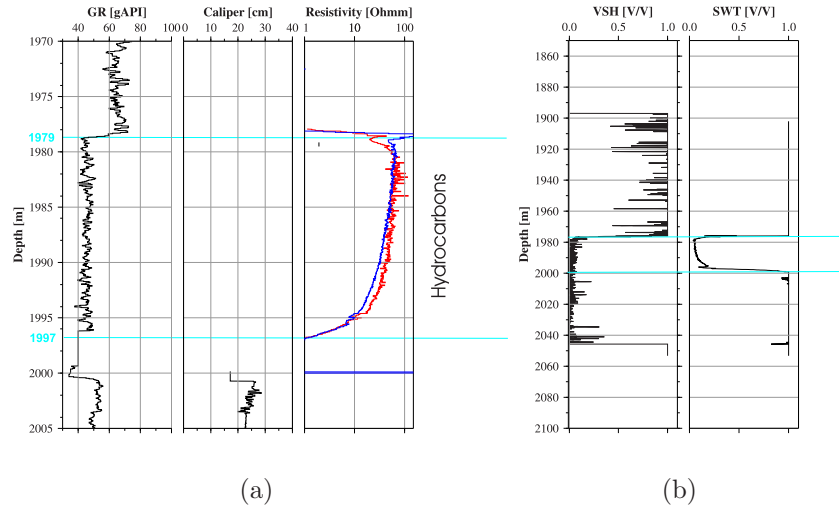 GR [gAPI] Caliper [cm] Resistivity [Ohmm]
40 60 80 100 0 10 20 30 40 1 10 100
Depth [m]
1970
1975
1979
1980
1985
1990
1995
1997
2000
2005
Hydrocarbons
(a)
VSH [V/V] SWT [V/V]
0.0 0.5 1.0 0.0 0.5 1.0
Depth [m]
1860
1880
1900
1920
1940
1960
1980
2000
2020
2040
2060
2080
2100
(b)